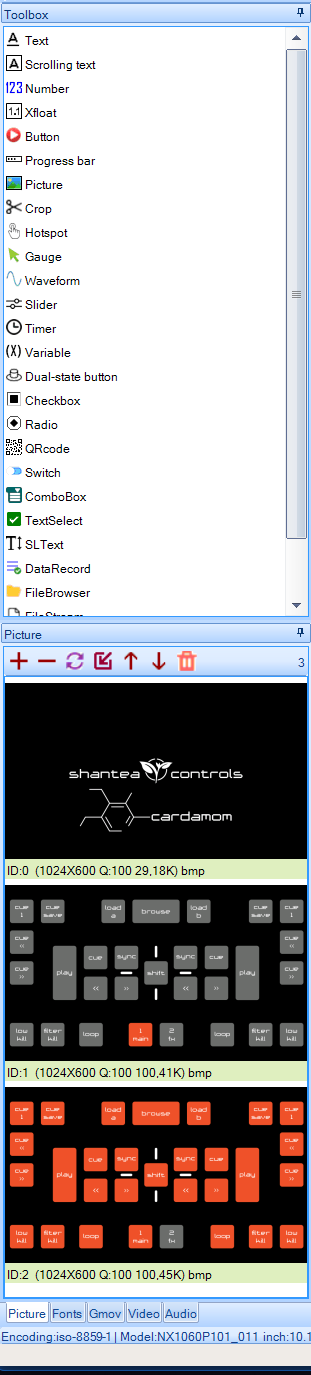 Toolbox
Text
Scrolling text
Number
Xfloat
Button
Progress bar
Picture
Crop
Hotspot
Gauge
Waveform
Slider
Timer
Variable
Dual-state button
Checkbox
Radio
QRcode
Switch
ComboBox
TextSelect
SLText
DataRecord
FileBrowser
FileStream
Picture
3
shantea controls
cardamom
ID:0 (1024X600 Q:100 29,18K) bmp
cue 1 cue save load a browse load b cue save cue 1
cue << cue <<
cue >> play cue sync shift sync cue play cue >>
<< >> << >>
low kill filter kill loop 1 main 2 fx loop filter kill low kill
ID:1 (1024X600 Q:100 100,41K) bmp
cue 1 cue save load a browse load b cue save cue 1
cue << cue <<
cue >> play cue sync shift sync cue play cue >>
<< >> << >>
low kill filter kill loop 1 main 2 fx loop filter kill low kill
ID:2 (1024X600 Q:100 100,45K) bmp
Picture Fonts Gmov Video Audio
Encoding:iso-8859-1 | Model:NX1060P101_011 inch:10.1